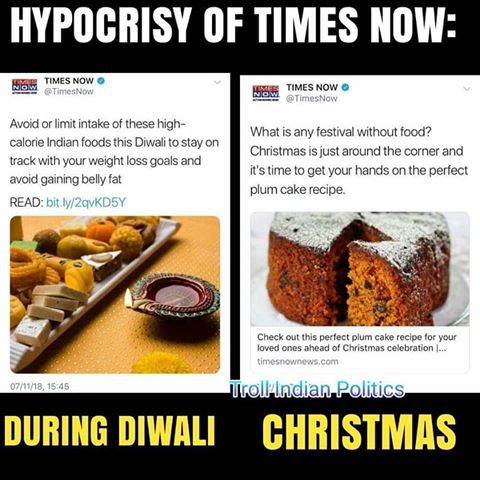 HYPOCRISY OF TIMES NOW:
TIMES NOW
TIMES NOW
@TimesNow
Avoid or limit intake of these high-
calorie Indian foods this Diwali to stay on
track with your weight loss goals and
avoid gaining belly fat
READ: bit.ly/2qvKD5Y
07/11/18, 15:45
DURING DIWALI
TIMES NOW
TIMES NOW
@TimesNow
What is any festival without food?
Christmas is just around the corner and
it's time to get your hands on the perfect
plum cake recipe.
Check out this perfect plum cake recipe for your
loved ones ahead of Christmas celebration |...
timesnownews.com
Troll Indian Politics
CHRISTMAS